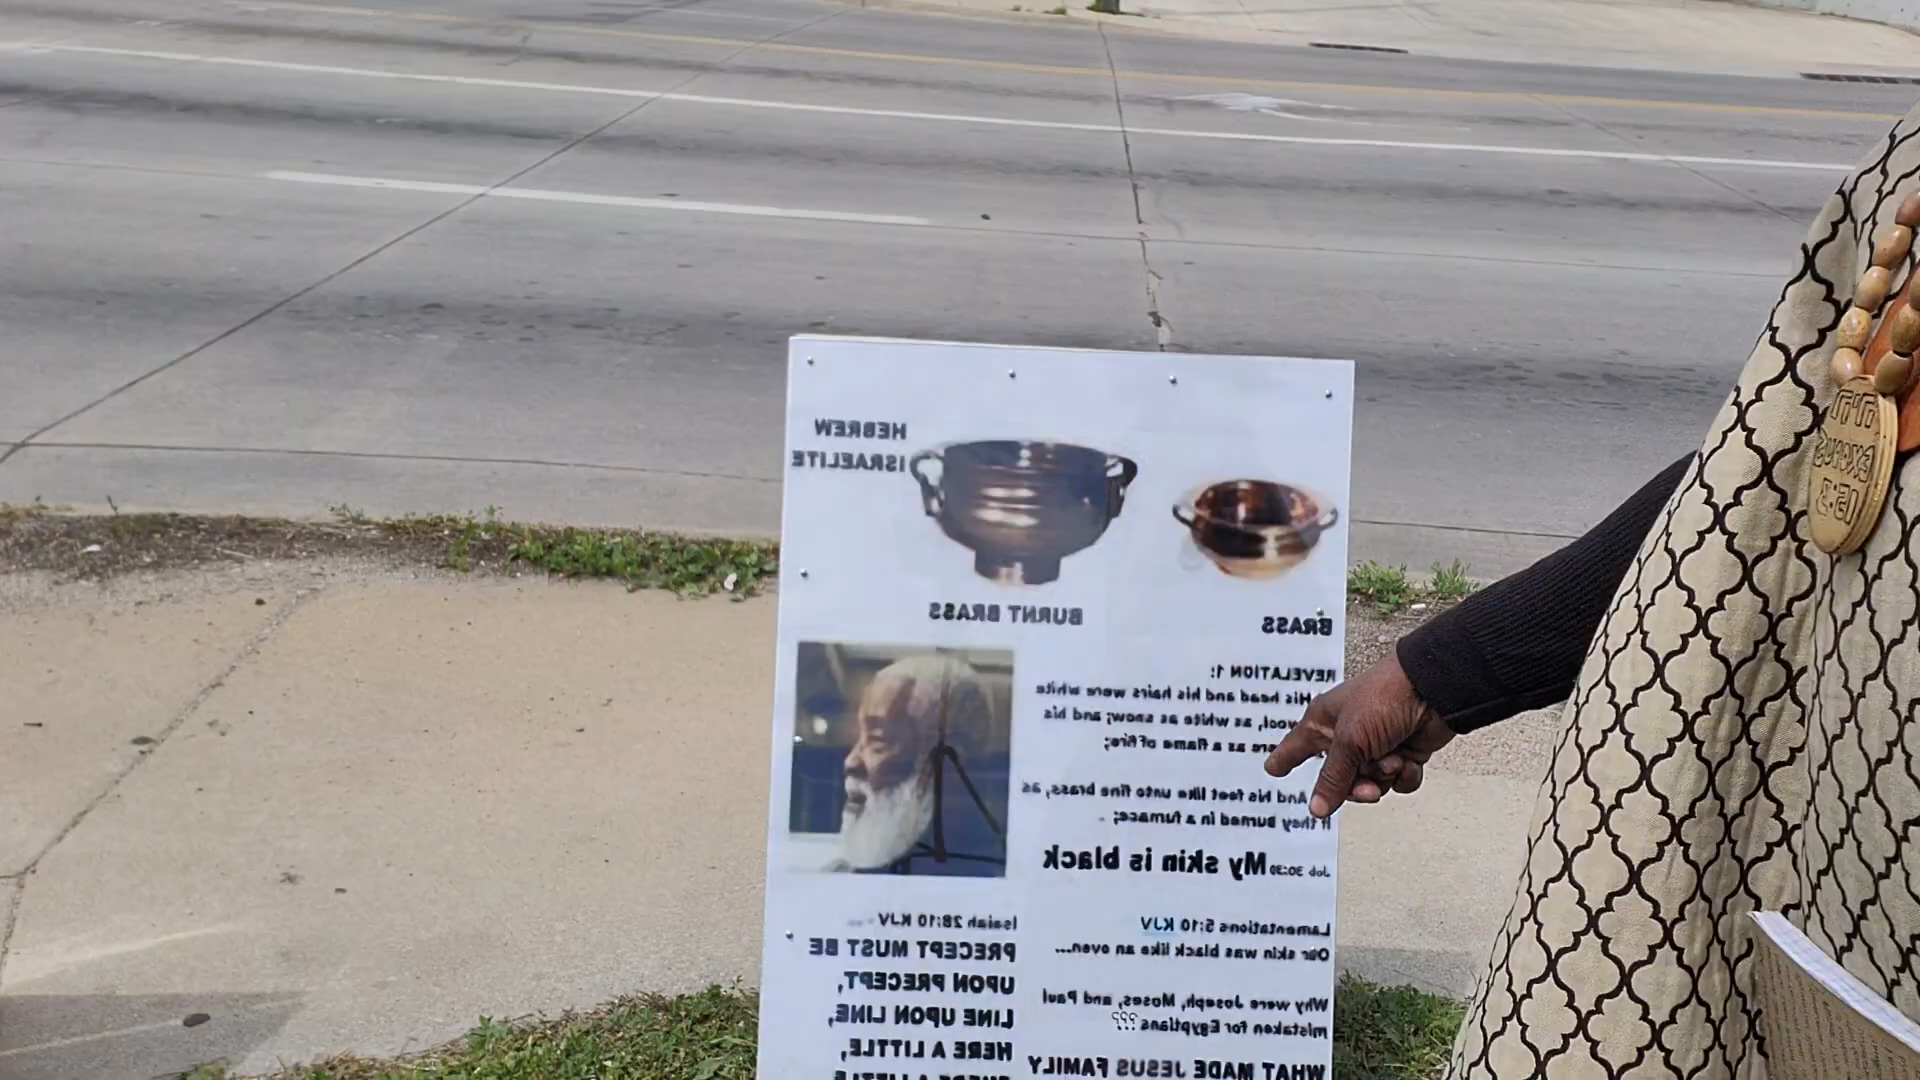 BRASS
BURNT BRASS
HEBREW
ISRAELITE
REVELATION 1:
His head and his hairs were white
wool, as white as snow; and his
as a flame of fire;
And his feet like unto fine brass, as
if they burned in a furnace;
Job 30:30 My skin is black
Lamentations 5:10 KJV
Our skin was black like an oven...
Why were Joseph, Moses, and Paul
mistaken for Egyptians???
WHAT MADE JESUS FAMILY
Isaiah 28:10 KJV
PRECEPT MUST BE
UPON PRECEPT,
LINE UPON LINE,
HERE A LITTLE,
EXODUS
15:3